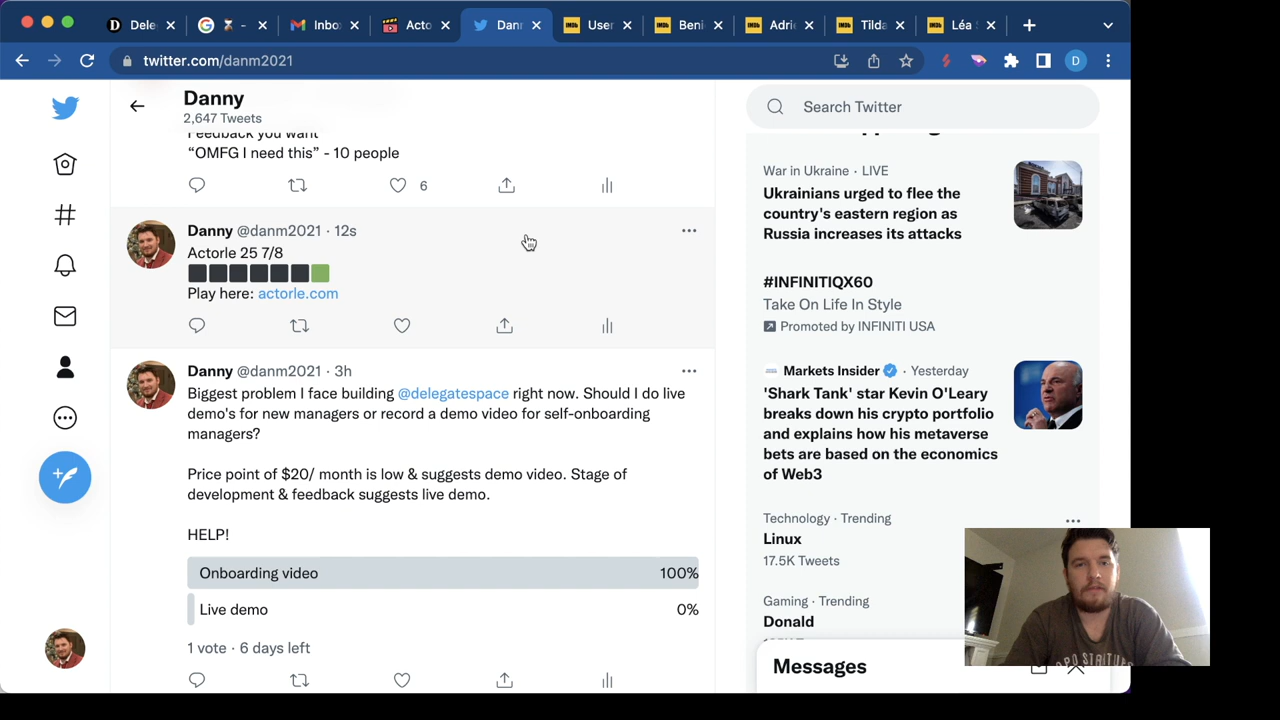 Dele
G
Inbo
Acto
Dann
IMDb User
IMDb Beni
IMDb Adri
IMDb Tilda
IMDb Léa
twitter.com/danm2021
D
Danny
2,647 Tweets
Search Twitter
Feedback you want
“OMFG I need this” - 10 people
6
Danny @danm2021 · 12s
Actorle 25 7/8
Play here: actorle.com
Danny @danm2021 · 3h
Biggest problem I face building @delegatespace right now. Should I do live
demo's for new managers or record a demo video for self-onboarding
managers?
Price point of $20/ month is low & suggests demo video. Stage of
development & feedback suggests live demo.
HELP!
Onboarding video 100%
Live demo 0%
1 vote · 6 days left
War in Ukraine · LIVE
Ukrainians urged to flee the
country's eastern region as
Russia increases its attacks
#INFINITIQX60
Take On Life In Style
Promoted by INFINITI USA
Markets Insider · Yesterday
'Shark Tank' star Kevin O'Leary
breaks down his crypto portfolio
and explains how his metaverse
bets are based on the economics
of Web3
Technology · Trending
Linux
17.5K Tweets
Gaming · Trending
Donald
Messages